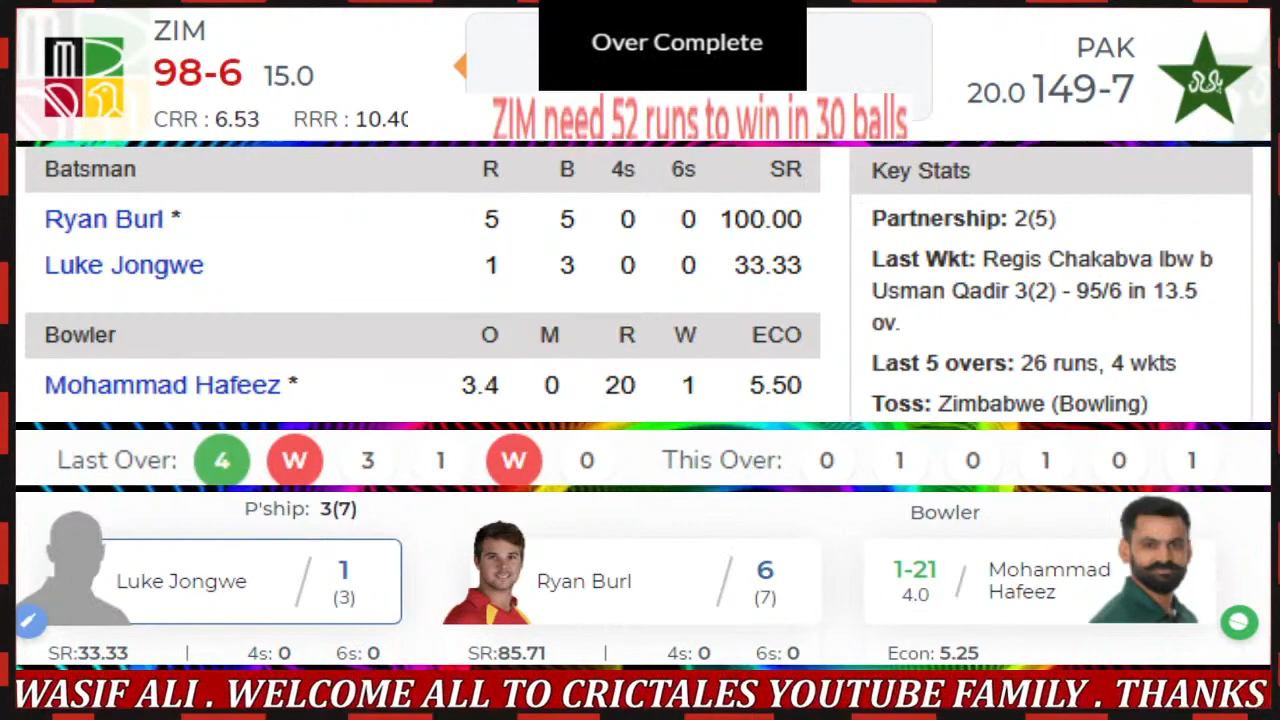 ZIM
98-6 15.0
CRR : 6.53 RRR : 10.40
Over Complete
ZIM need 52 runs to win in 30 balls
PAK
20.0 149-7
Batsman R B 4s 6s SR
Ryan Burl * 5 5 0 0 100.00
Luke Jongwe 1 3 0 0 33.33
Bowler O M R W ECO
Mohammad Hafeez * 3.4 0 20 1 5.50
Key Stats
Partnership: 2(5)
Last Wkt: Regis Chakabva lbw b
Usman Qadir 3(2) - 95/6 in 13.5
ov.
Last 5 overs: 26 runs, 4 wkts
Toss: Zimbabwe (Bowling)
Last Over: 4 W 3 1 W 0 This Over: 0 1 0 1 0 1
P'ship: 3(7)
Luke Jongwe / 1
(3)
SR:33.33 | 4s: 0 6s: 0
Ryan Burl / 6
(7)
SR:85.71 | 4s: 0 6s: 0
Bowler
1-21 / Mohammad
4.0 Hafeez
Econ: 5.25
WASIF ALI . WELCOME ALL TO CRICTALES YOUTUBE FAMILY . THANKS